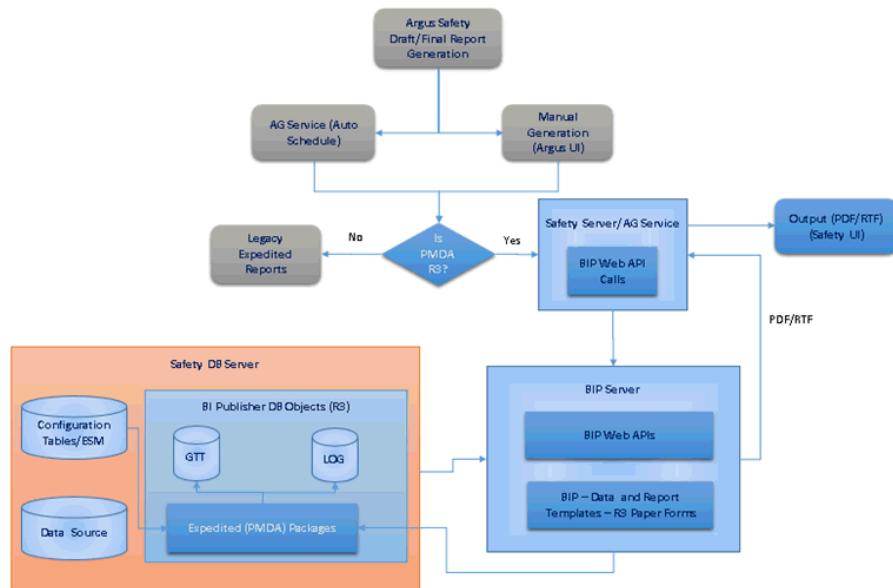 Argus Safety
Draft/Final Report
Generation
AG Service (Auto
Schedule)
Manual
Generation
(Argus UI)
Legacy
Expedited
Reports
No
Is
PMDA
R3?
Yes
Safety Server/AG Service
BIP Web API
Calls
Output (PDF/RTF)
(Safety UI)
PDF/RTF
Safety DB Server
Configuration
Tables/ESM
Data Source
BI Publisher DB Objects (R3)
GTT
LOG
Expedited (PMDA) Packages
BIP Server
BIP Web APIs
BIP – Data and Report
Templates – R3 Paper Forms